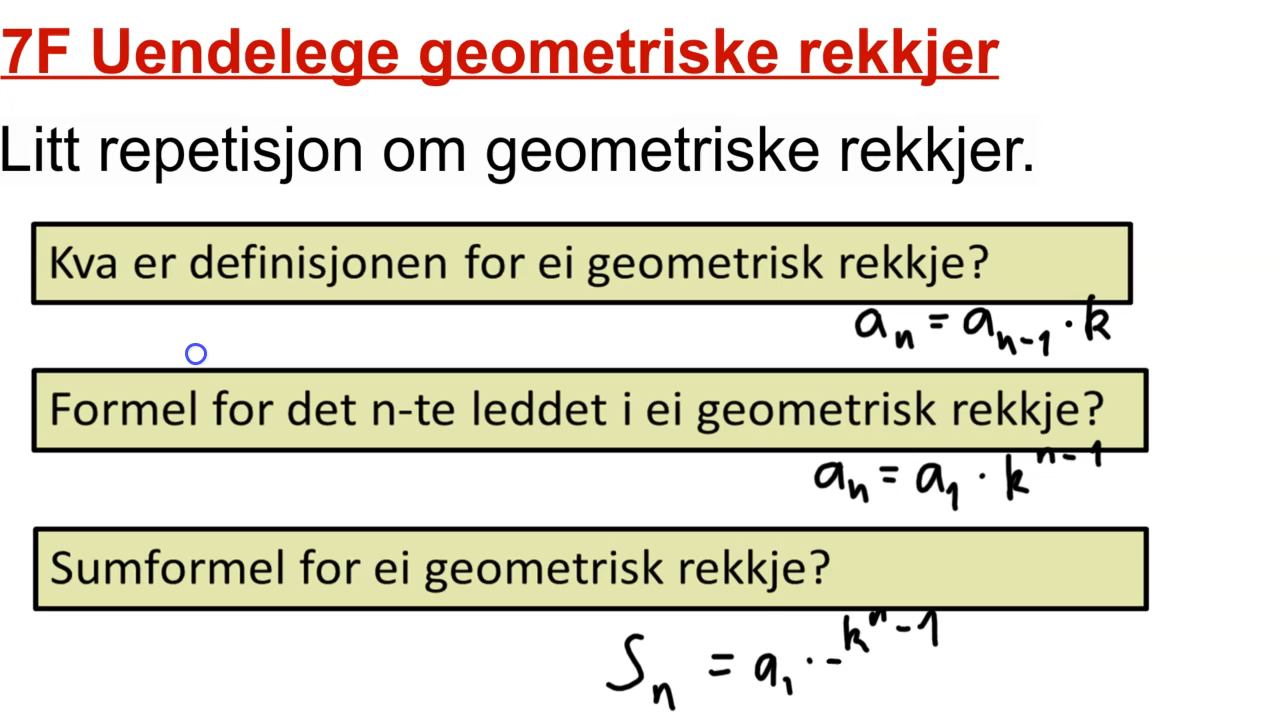 7F Uendelege geometriske rekkjer
Litt repetisjon om geometriske rekkjer.
Kva er definisjonen for ei geometrisk rekkje?
aₙ = aₙ₋₁ · k
Formel for det n-te leddet i ei geometrisk rekkje?
aₙ = a₁ · kⁿ⁻¹
Sumformel for ei geometrisk rekkje?
Sₙ = a₁ · - kⁿ - 1